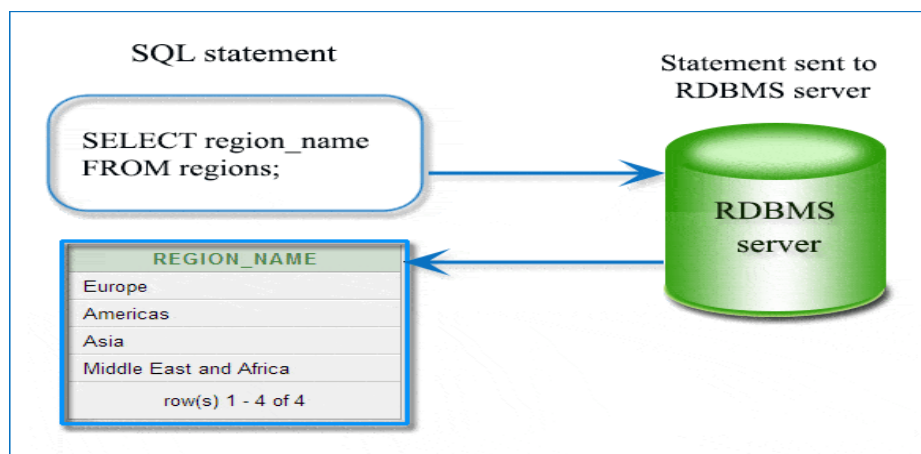 SQL statement
Statement sent to
RDBMS server
SELECT region_name
FROM regions;
RDBMS
server
REGION_NAME
Europe
Americas
Asia
Middle East and Africa
row(s) 1 - 4 of 4